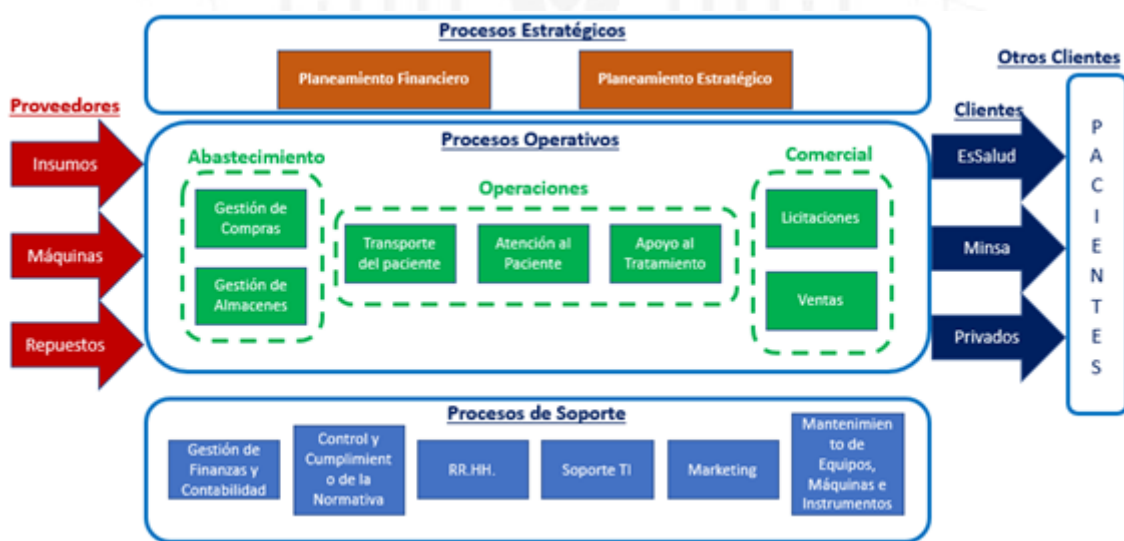 Procesos Estratégicos
Planeamiento Financiero
Planeamiento Estratégico
Otros Clientes
Proveedores
Insumos
Máquinas
Repuestos
Procesos Operativos
Abastecimiento
Gestión de
Compras
Gestión de
Almacenes
Operaciones
Transporte
del paciente
Atención al
Paciente
Apoyo al
Tratamiento
Comercial
Licitaciones
Ventas
Clientes
EsSalud
Minsa
Privados
P
A
C
I
E
N
T
E
S
Procesos de Soporte
Gestión de
Finanzas y
Contabilidad
Control y
Cumplimient
o de la
Normativa
RR.HH.
Soporte TI
Marketing
Mantenimien
to de
Equipos,
Máquinas e
Instrumentos